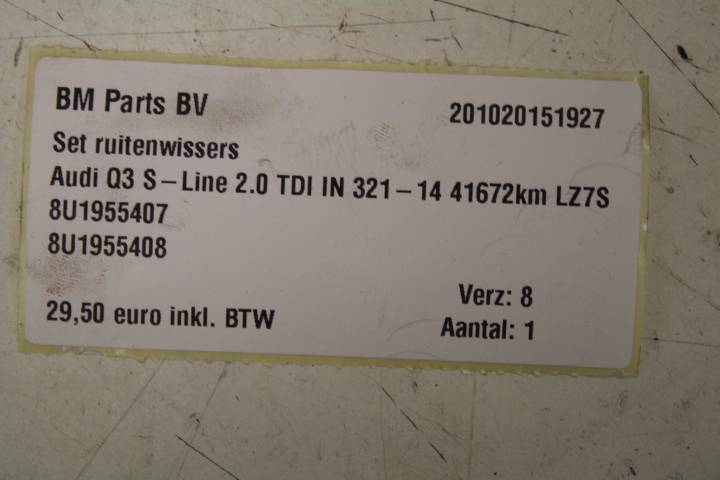 BM Parts BV 201020151927
Set ruitenwissers
Audi Q3 S-Line 2.0 TDI IN 321-14 41672km LZ7S
8U1955407
8U1955408
Verz: 8
29,50 euro inkl. BTW Aantal: 1